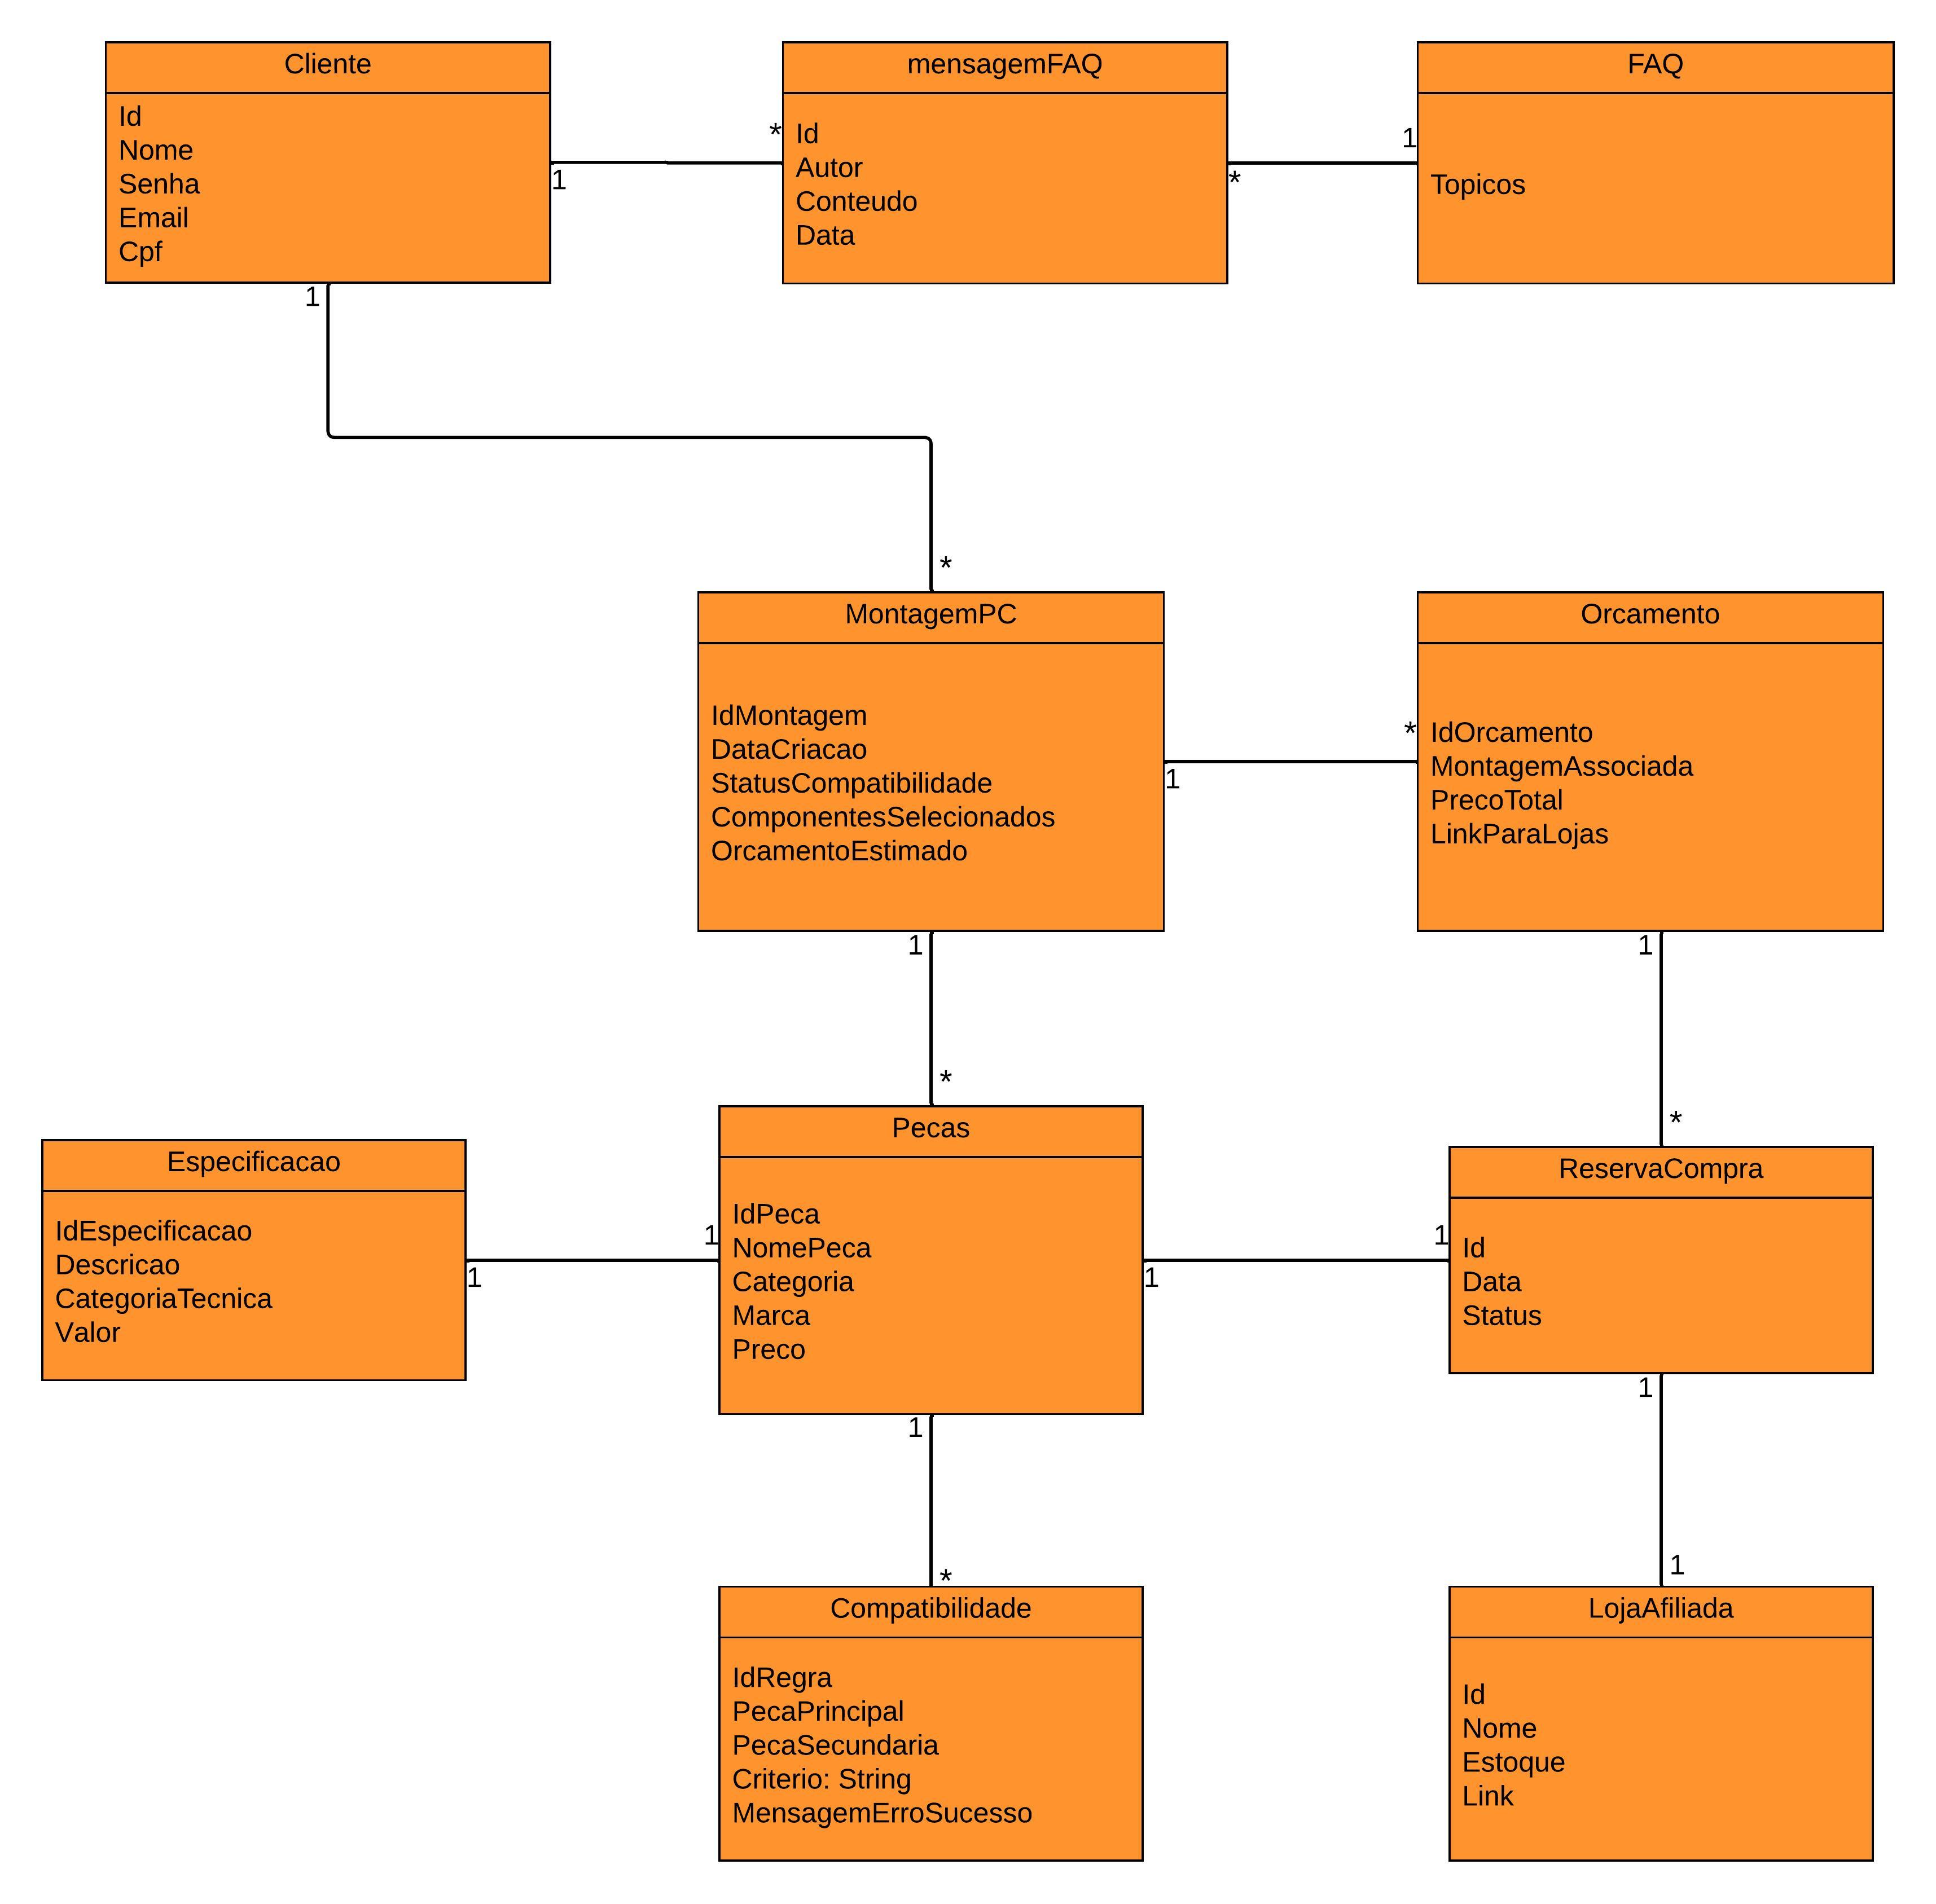 Cliente
Id
Nome
Senha
Email
Cpf
1
*
mensagemFAQ
Id
Autor
Conteudo
Data
*
1
FAQ
Topicos
1
*
MontagemPC
IdMontagem
DataCriacao
StatusCompatibilidade
ComponentesSelecionados
OrcamentoEstimado
1
*
Orcamento
IdOrcamento
MontagemAssociada
PrecoTotal
LinkParaLojas
1
*
1
*
Especificacao
IdEspecificacao
Descricao
CategoriaTecnica
Valor
1
1
Pecas
IdPeca
NomePeca
Categoria
Marca
Preco
1
1
ReservaCompra
Id
Data
Status
1
*
1
1
Compatibilidade
IdRegra
PecaPrincipal
PecaSecundaria
Criterio: String
MensagemErroSucesso
LojaAfiliada
Id
Nome
Estoque
Link